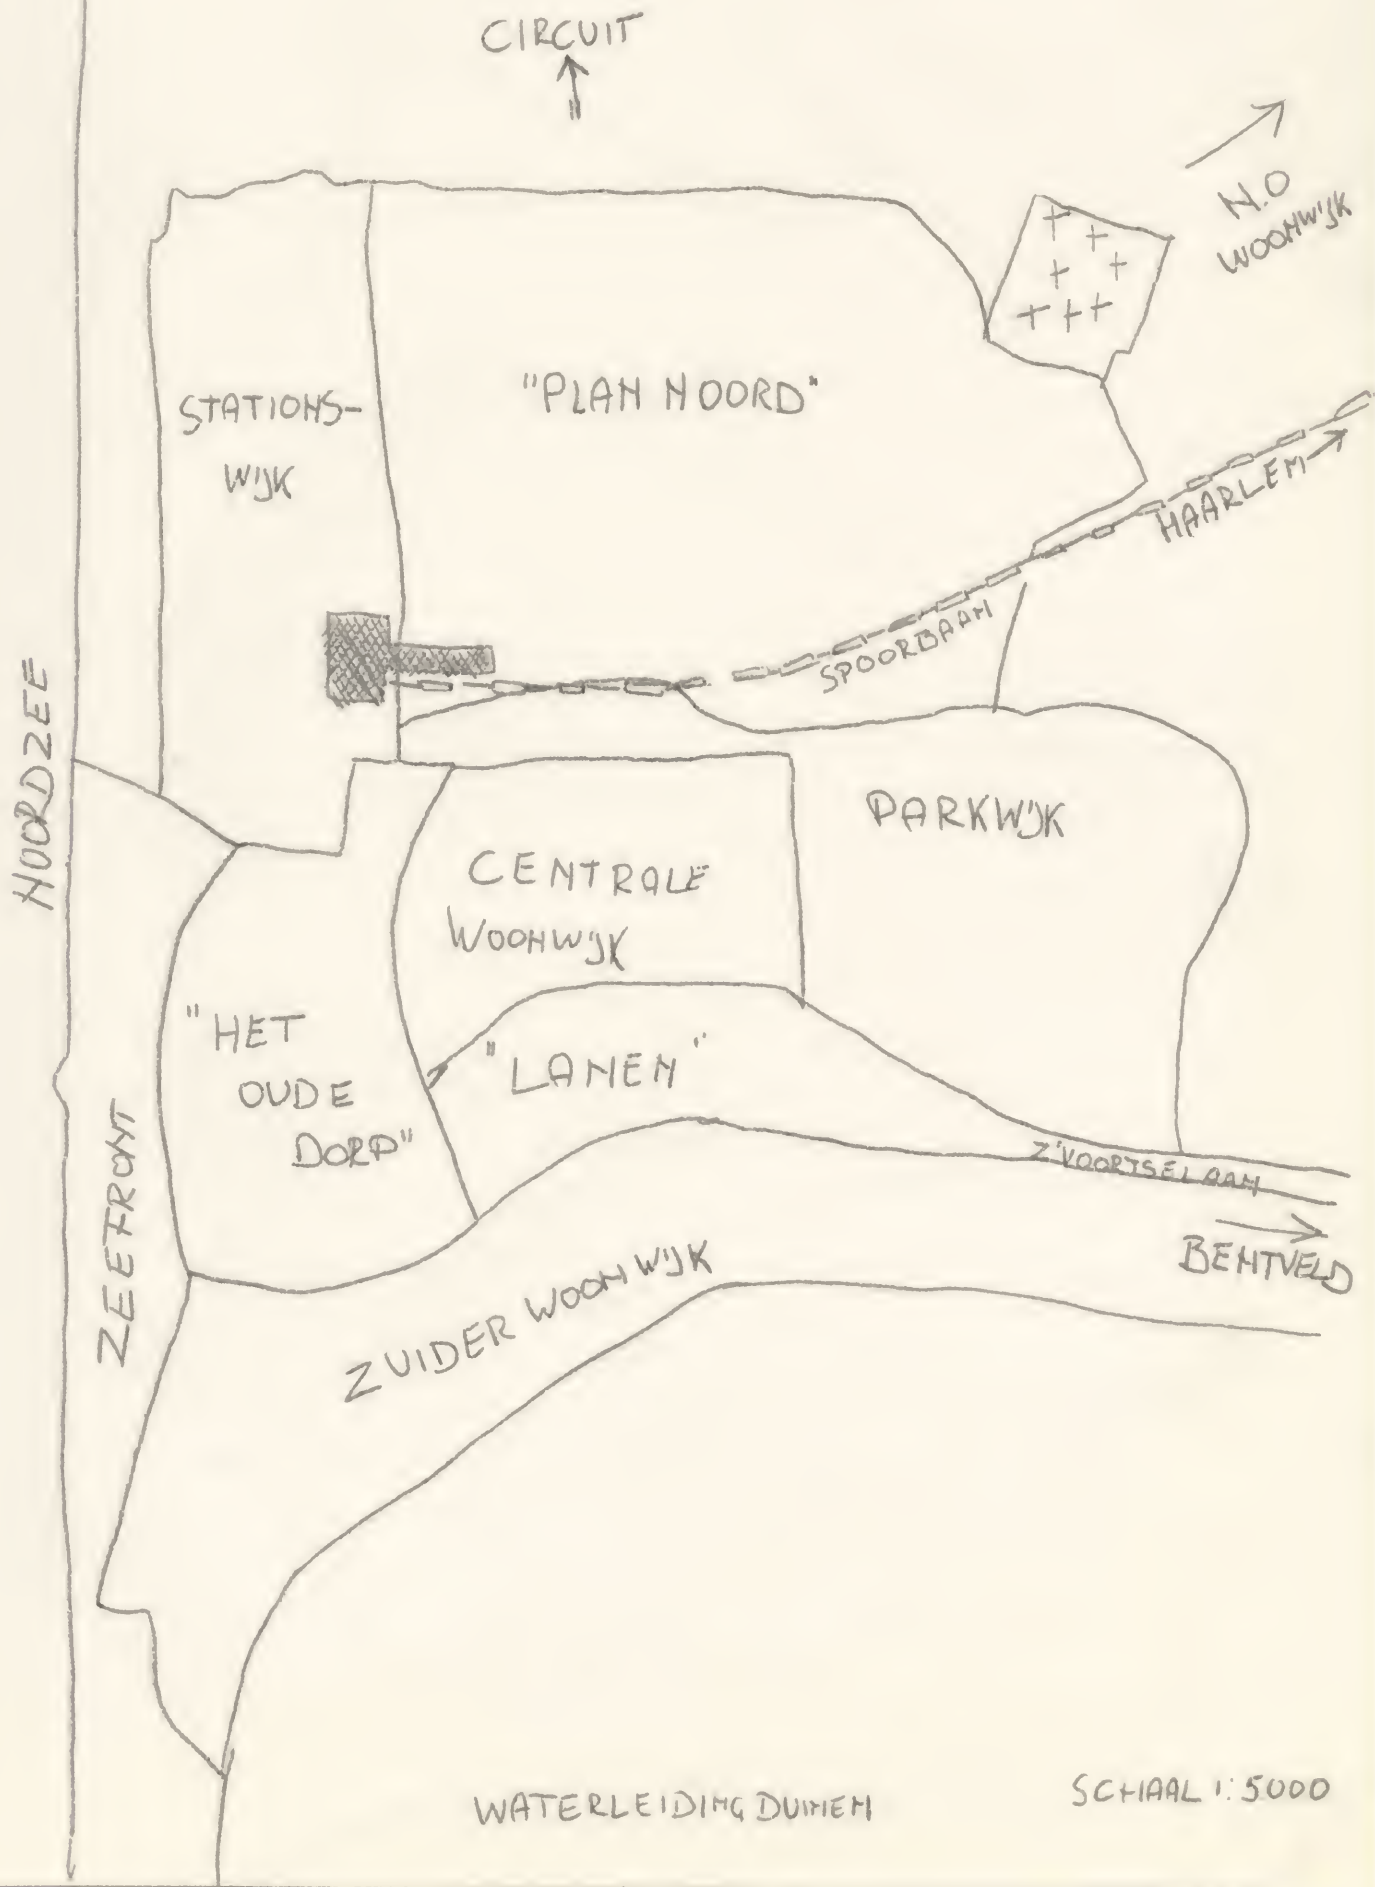 CIRCUIT
N.O
WOONWIJK
"PLAN NOORD"
STATIONS-
WIJK
HAARLEM
SPOORBAAN
NOORDZEE
PARKWIJK
CENTRALE
WOONWIJK
"HET
OUDE
DORP"
"LANEN"
ZEEFRONT
Z'VOORTSELAAN
BENTVELD
ZUIDER WOONWIJK
WATERLEIDING DUINEN
SCHAAL 1:5000